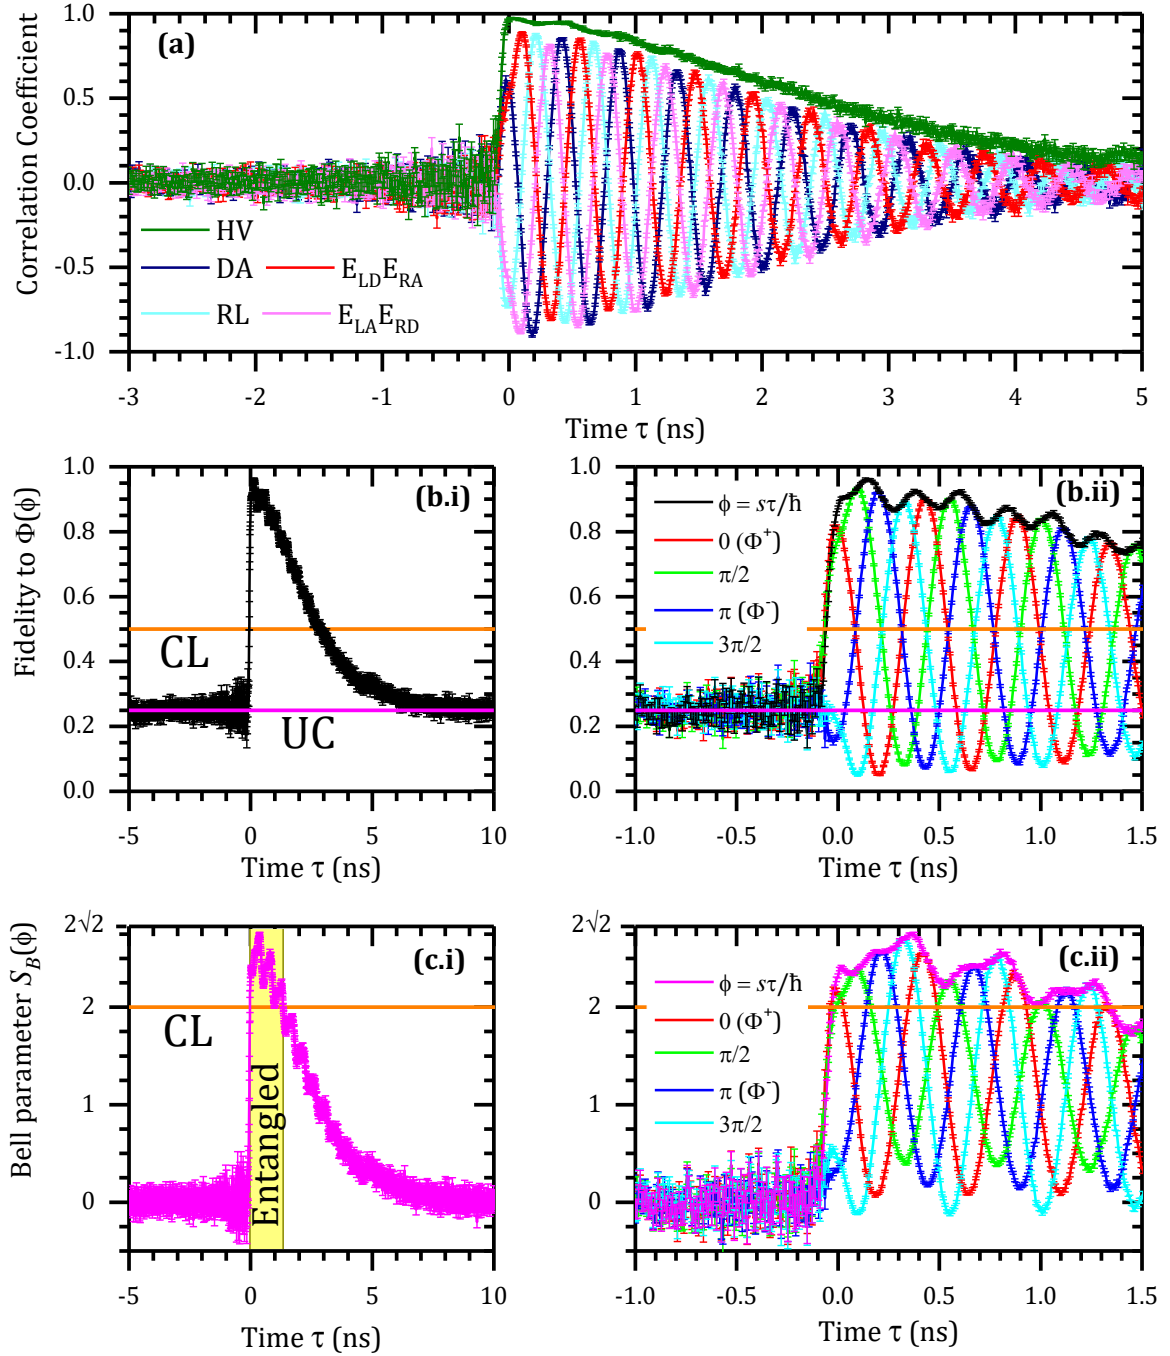 (a)
Correlation Coefficient
1.0
0.5
0.0
-0.5
-1.0
HV
DA
E_LD E_RA
RL
E_LA E_RD
-3 -2 -1 0 1 2 3 4 5
Time τ (ns)
(b.i)
Fidelity to Φ(ϕ)
1.0
0.8
0.6
0.4
0.2
0.0
CL
UC
-5 0 5 10
Time τ (ns)
(b.ii)
1.0
0.8
0.6
0.4
0.2
0.0
ϕ = sτ/ħ
0 (Φ⁺)
π/2
π (Φ⁻)
3π/2
-1.0 -0.5 0.0 0.5 1.0 1.5
Time τ (ns)
(c.i)
Bell parameter S_B(ϕ)
2√2
2
1
0
CL
Entangled
-5 0 5 10
Time τ (ns)
(c.ii)
2√2
2
1
0
ϕ = sτ/ħ
0 (Φ⁺)
π/2
π (Φ⁻)
3π/2
-1.0 -0.5 0.0 0.5 1.0 1.5
Time τ (ns)